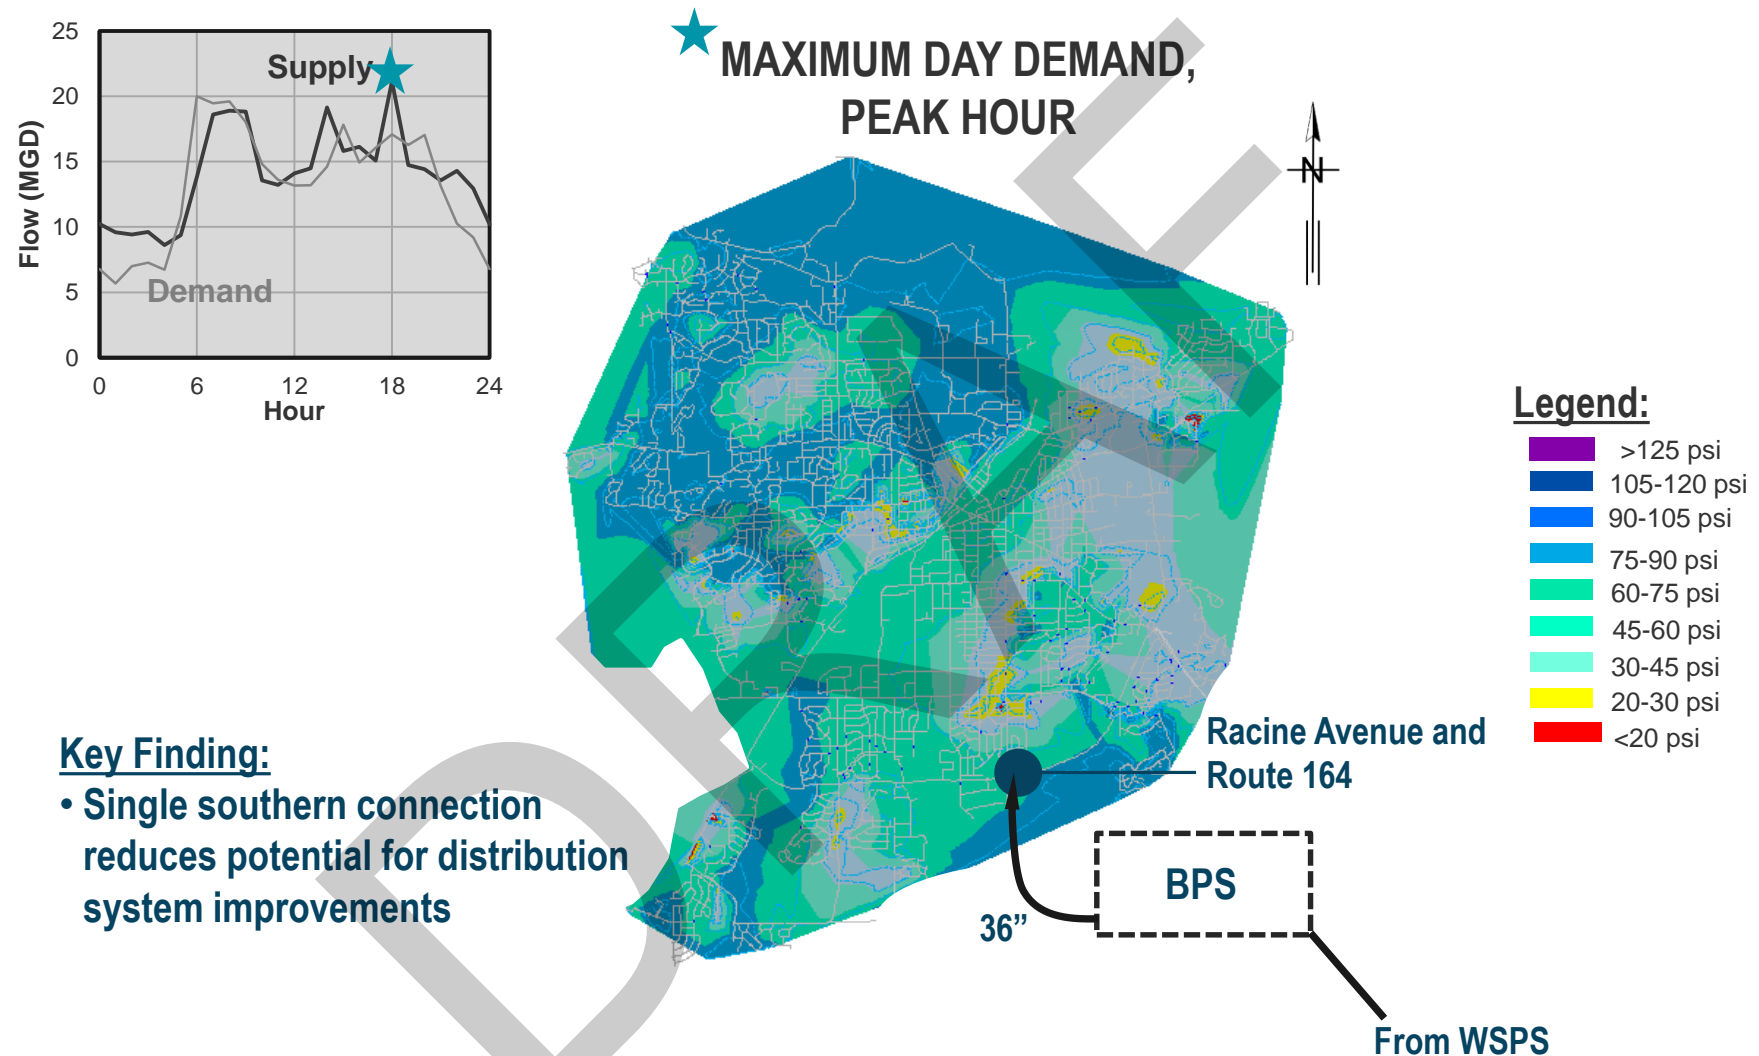 MAXIMUM DAY DEMAND,
PEAK HOUR
25
20
15
10
5
0
Flow (MGD)
Supply
Demand
0
6
12
18
24
Hour
N
Legend:
>125 psi
105-120 psi
90-105 psi
75-90 psi
60-75 psi
45-60 psi
30-45 psi
20-30 psi
<20 psi
Key Finding:
• Single southern connection
reduces potential for distribution
system improvements
Racine Avenue and
Route 164
BPS
36”
From WSPS
DRAFT